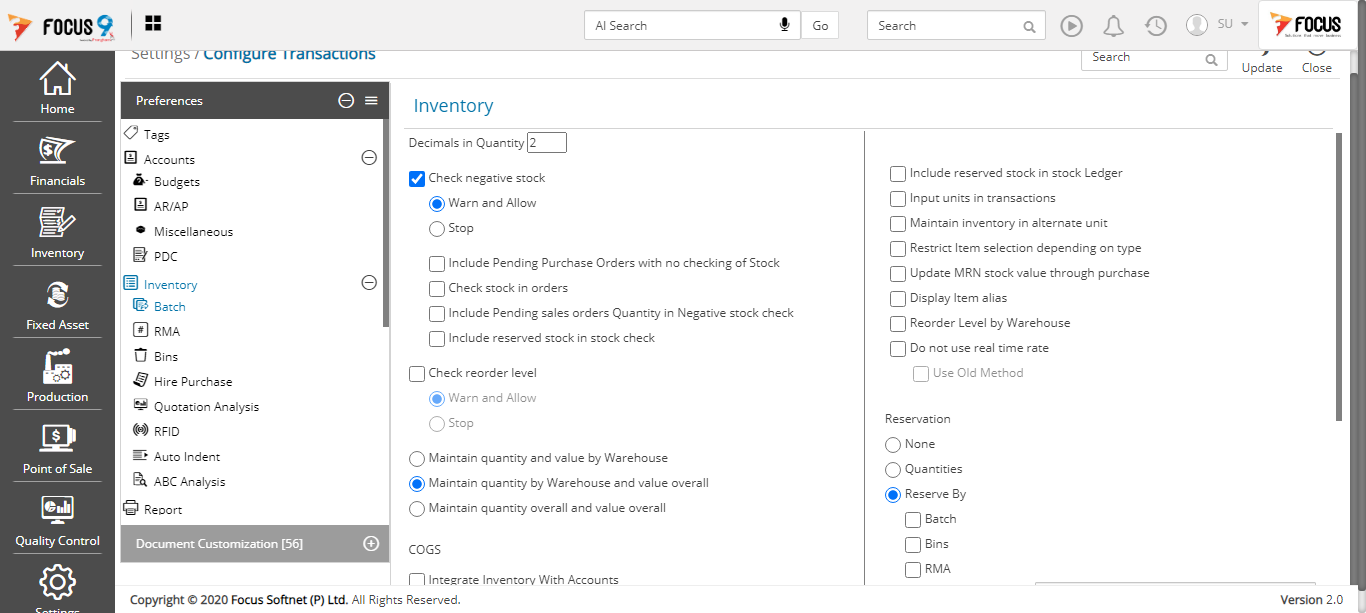 FOCUS 9
AI Search
Go
Search
SU
FOCUS
Settings / Configure Transactions
Search
Update
Close
Home
Financials
Inventory
Fixed Asset
Production
Point of Sale
Quality Control
Settings
Preferences
Tags
Accounts
Budgets
AR/AP
Miscellaneous
PDC
Inventory
Batch
RMA
Bins
Hire Purchase
Quotation Analysis
RFID
Auto Indent
ABC Analysis
Report
Document Customization [56]
Inventory
Decimals in Quantity 2
Check negative stock
Warn and Allow
Stop
Include Pending Purchase Orders with no checking of Stock
Check stock in orders
Include Pending sales orders Quantity in Negative stock check
Include reserved stock in stock check
Check reorder level
Warn and Allow
Stop
Maintain quantity and value by Warehouse
Maintain quantity by Warehouse and value overall
Maintain quantity overall and value overall
COGS
Integrate Inventory With Accounts
Include reserved stock in stock Ledger
Input units in transactions
Maintain inventory in alternate unit
Restrict Item selection depending on type
Update MRN stock value through purchase
Display Item alias
Reorder Level by Warehouse
Do not use real time rate
Use Old Method
Reservation
None
Quantities
Reserve By
Batch
Bins
RMA
Copyright © 2020 Focus Softnet (P) Ltd. All Rights Reserved.
Version 2.0